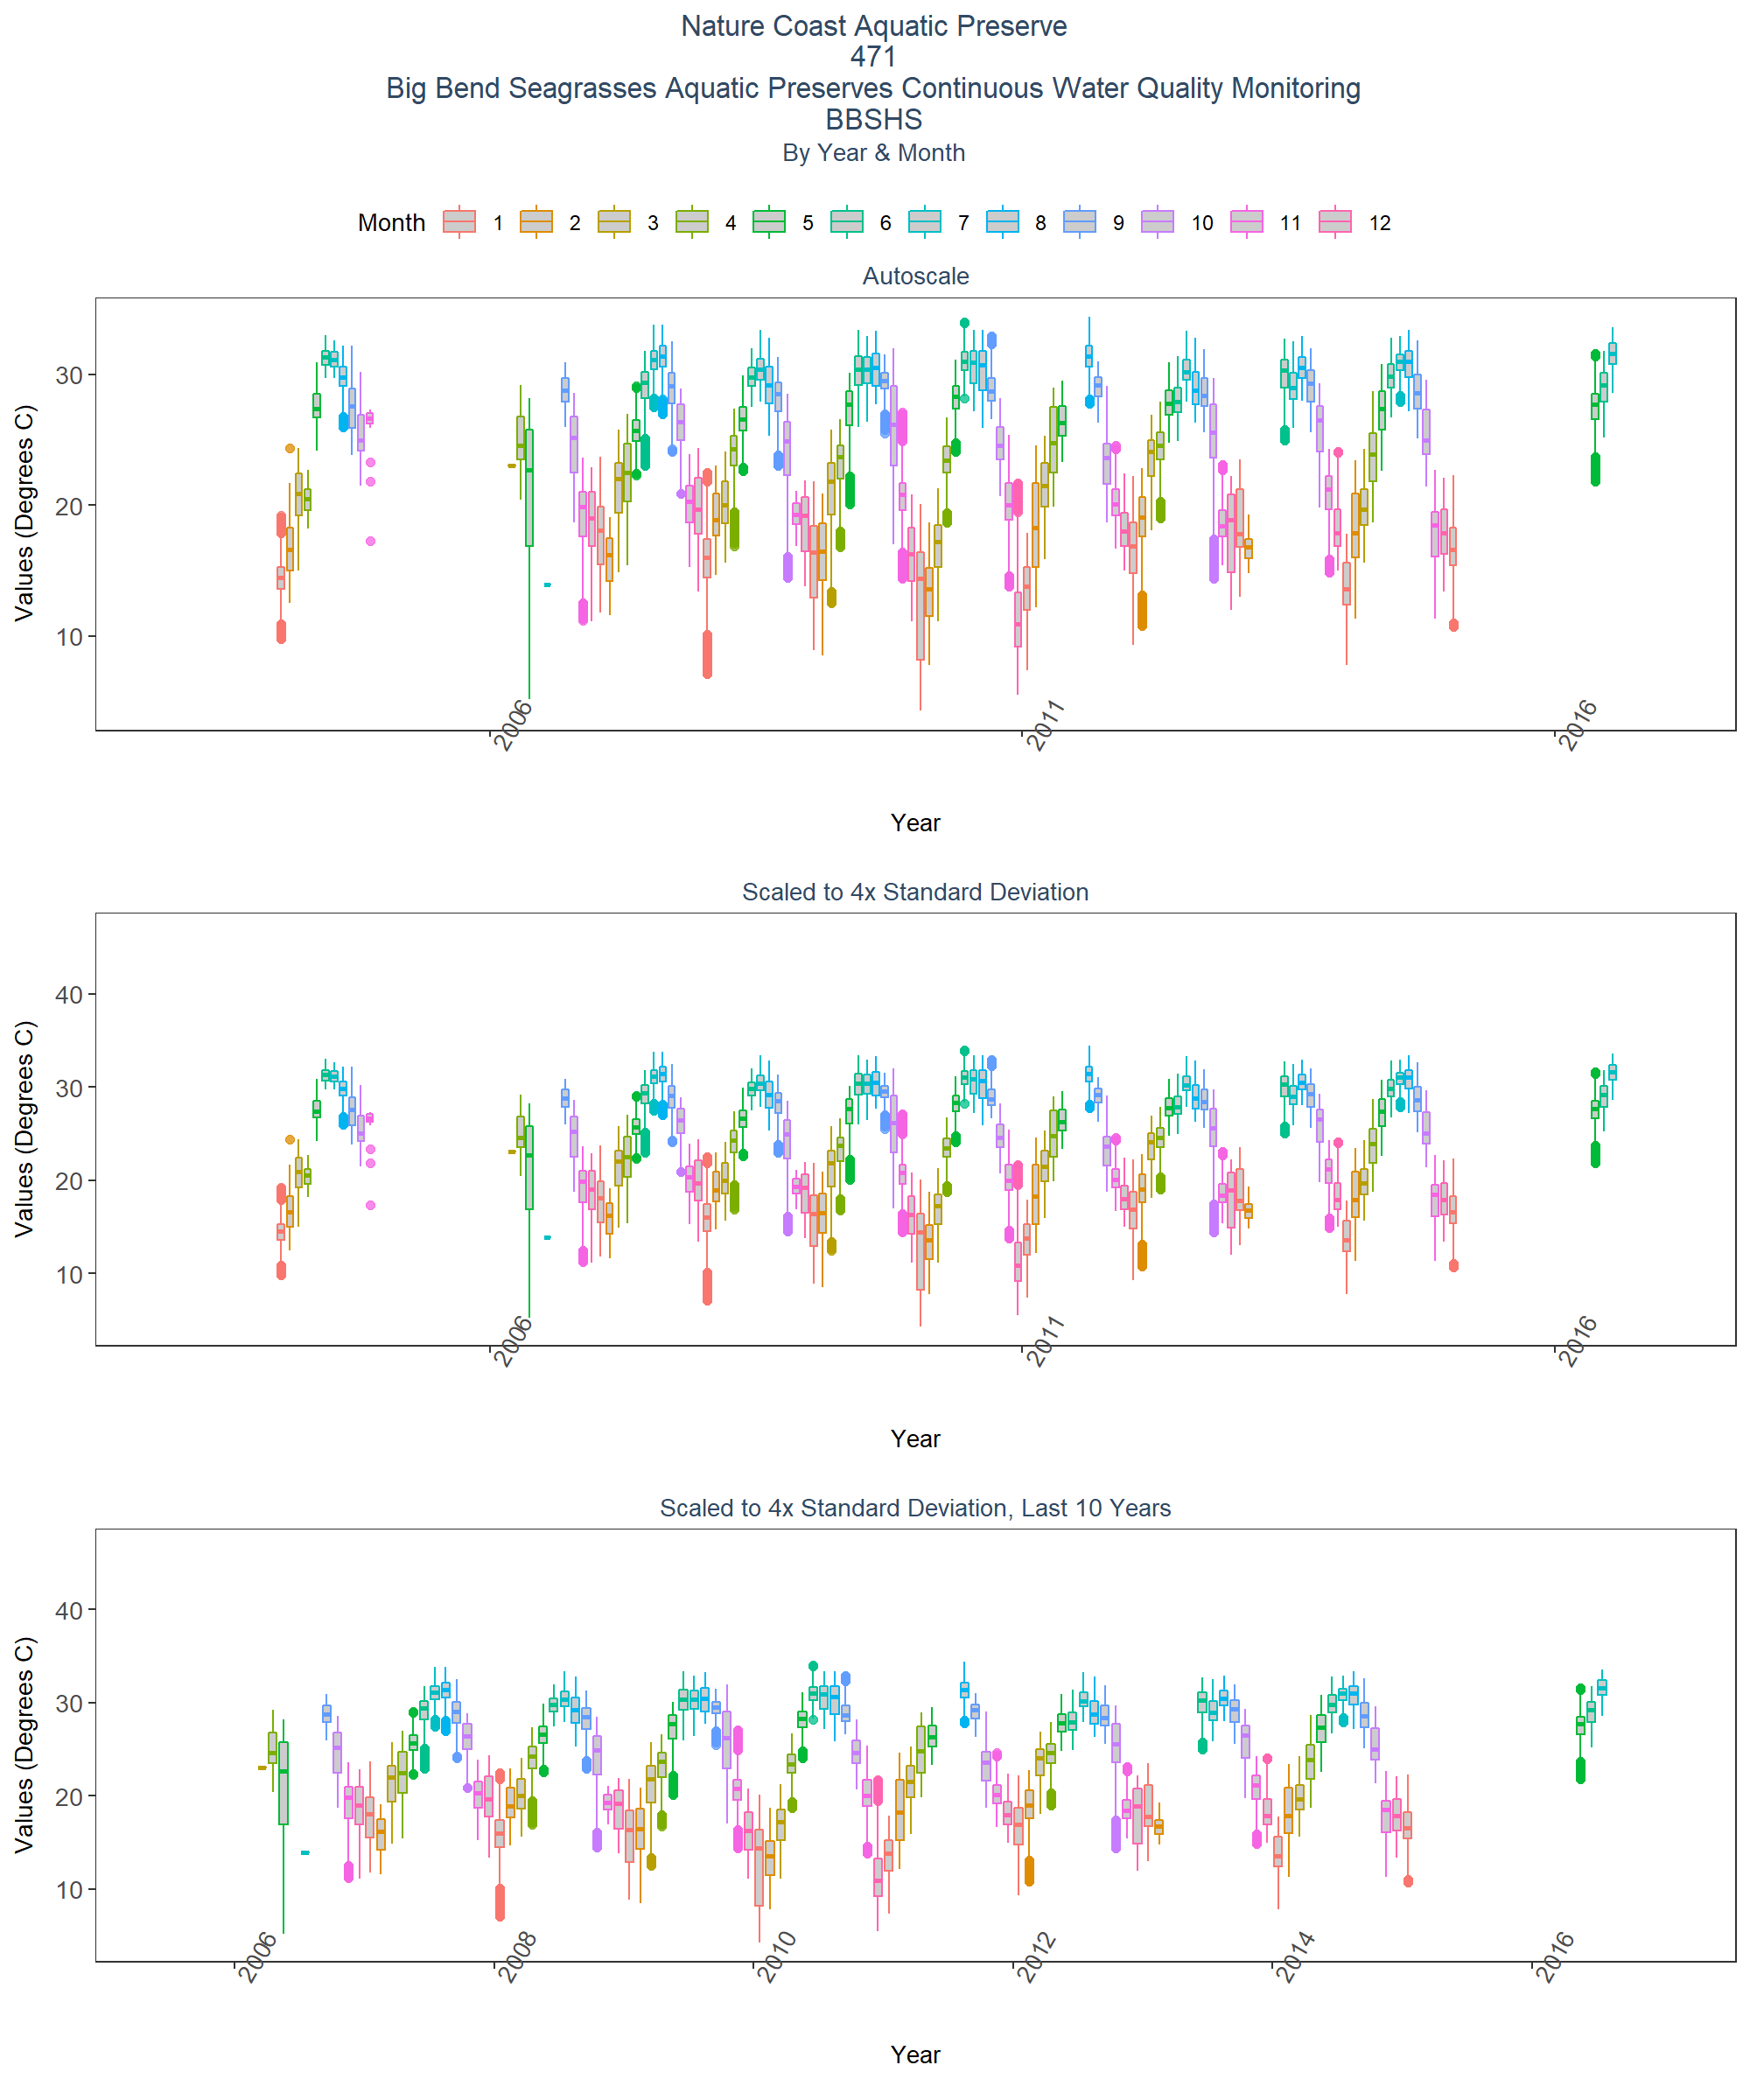 Nature Coast Aquatic Preserve
471
Big Bend Seagrasses Aquatic Preserves Continuous Water Quality Monitoring
BBSHS
By Year & Month
Month 1 2 3 4 5 6 7 8 9 10 11 12
Autoscale
Values (Degrees C)
30
20
10
2006 2011 2016
Year
Scaled to 4x Standard Deviation
Values (Degrees C)
40
30
20
10
2006 2011 2016
Year
Scaled to 4x Standard Deviation, Last 10 Years
Values (Degrees C)
40
30
20
10
2006 2008 2010 2012 2014 2016
Year